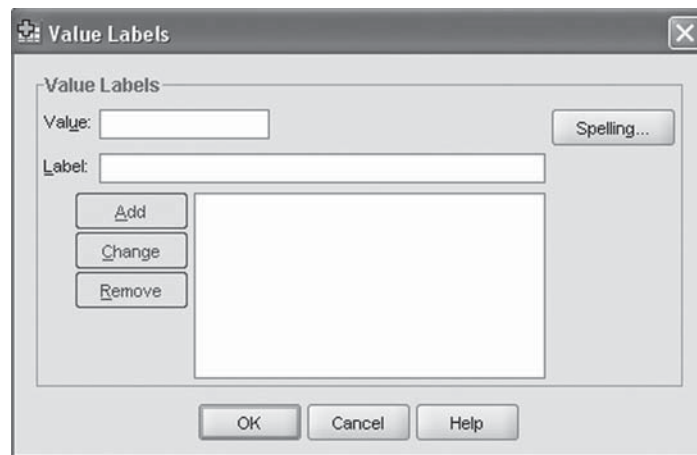 Value Labels
Value Labels
Value:
Spelling...
Label:
Add
Change
Remove
OK
Cancel
Help